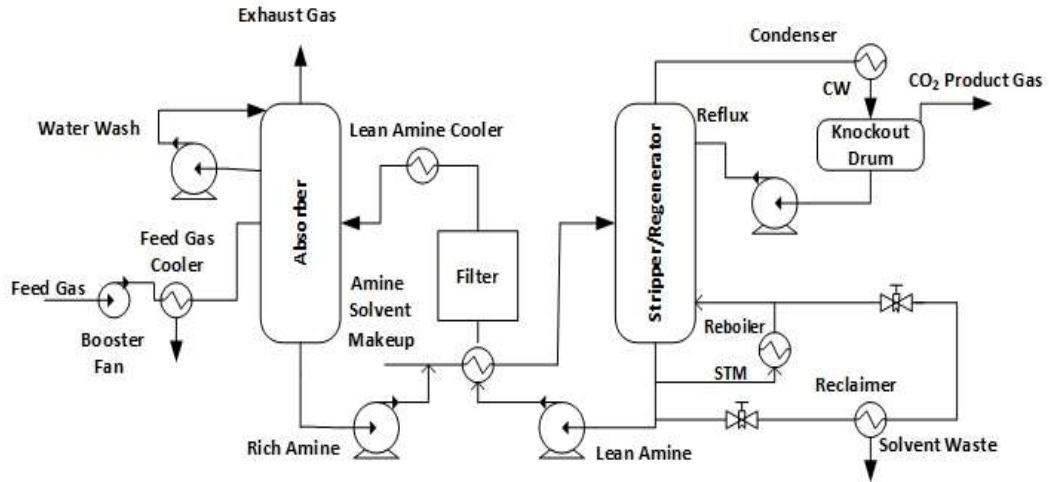 Exhaust Gas
Condenser
CW
CO₂ Product Gas
Water Wash
Lean Amine Cooler
Reflux
Knockout
Drum
Absorber
Stripper/Regenerator
Feed Gas
Cooler
Feed Gas
Booster
Fan
Filter
Amine
Solvent
Makeup
Reboiler
STM
Reclaimer
Rich Amine
Lean Amine
Solvent Waste